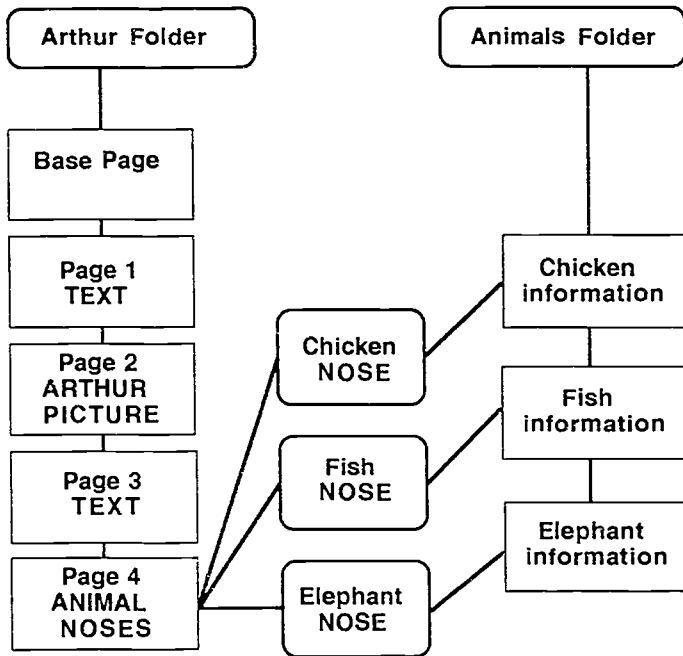 Arthur Folder
Animals Folder
Base Page
Page 1
TEXT
Page 2
ARTHUR
PICTURE
Page 3
TEXT
Page 4
ANIMAL
NOSES
Chicken
NOSE
Fish
NOSE
Elephant
NOSE
Chicken
information
Fish
information
Elephant
information